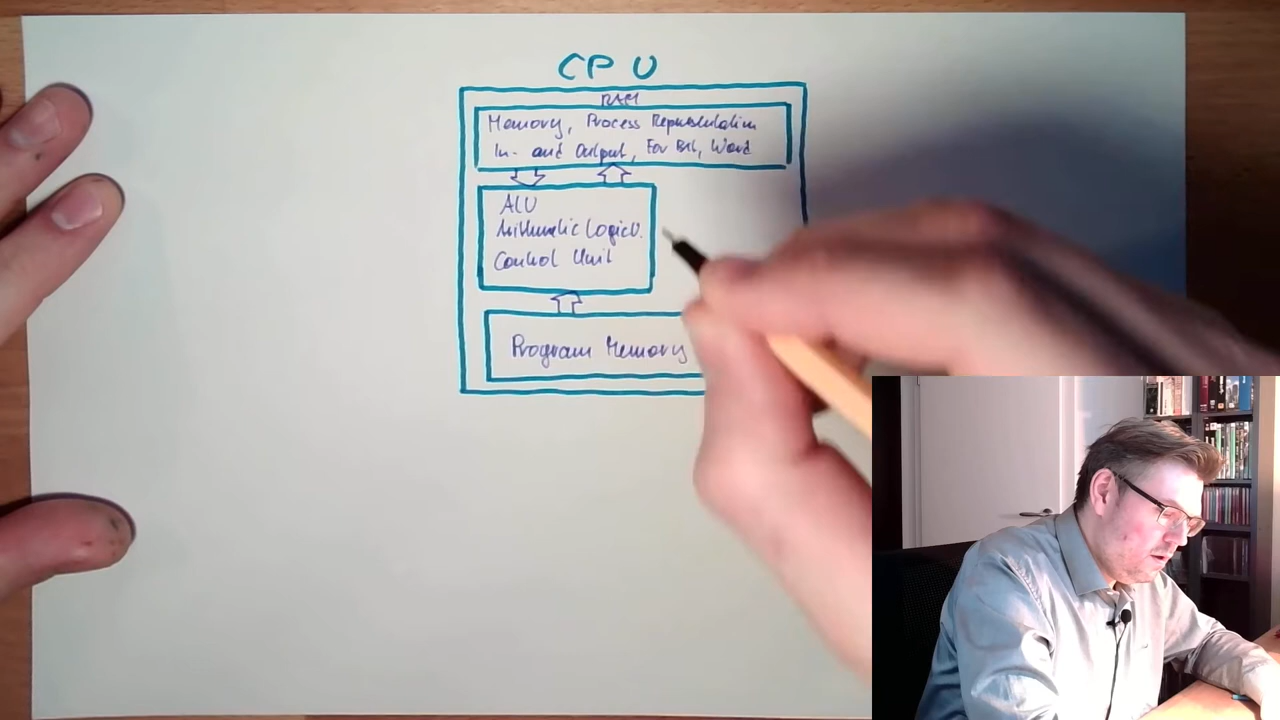 CPU
RAM
Memory, Process Representation
In- and Output, For Bit, Word
ALU
Arithmetic Logic U.
Control Unit
Program Memory